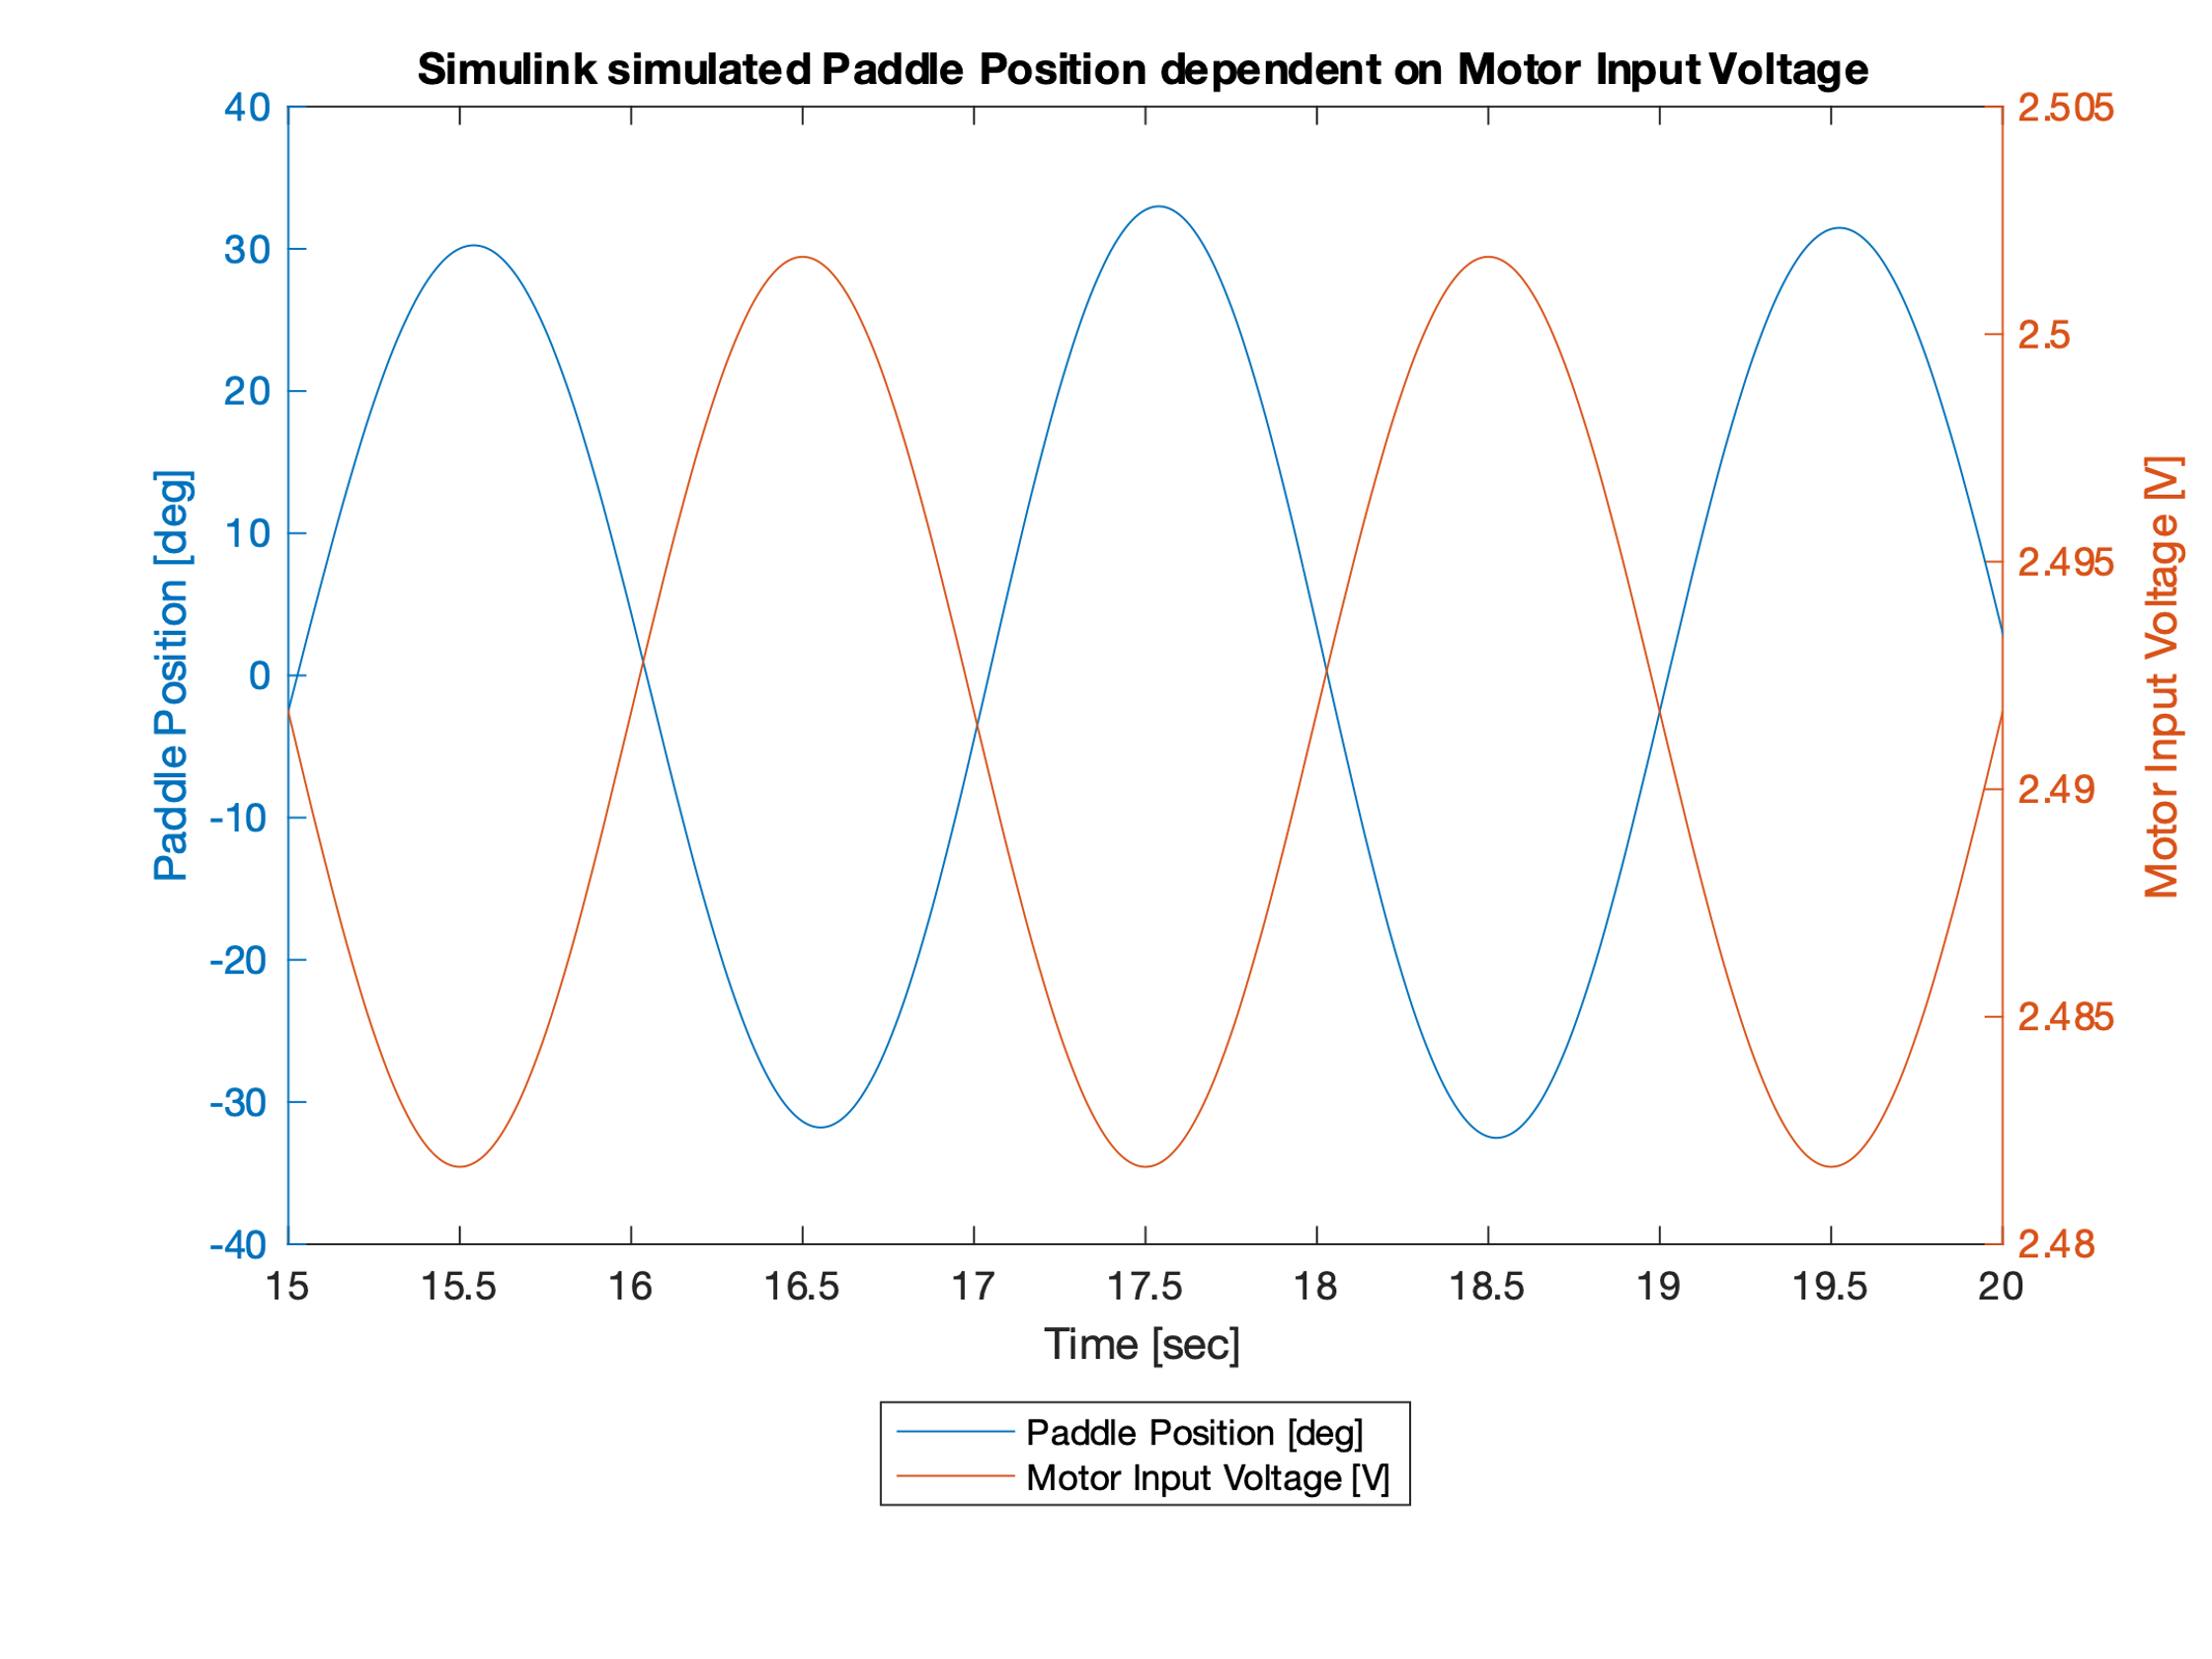 Simulink simulated Paddle Position dependent on Motor Input Voltage
40
30
20
10
0
-10
-20
-30
-40
Paddle Position [deg]
2.505
2.5
2.495
2.49
2.485
2.48
Motor Input Voltage [V]
15 15.5 16 16.5 17 17.5 18 18.5 19 19.5 20
Time [sec]
Paddle Position [deg]
Motor Input Voltage [V]